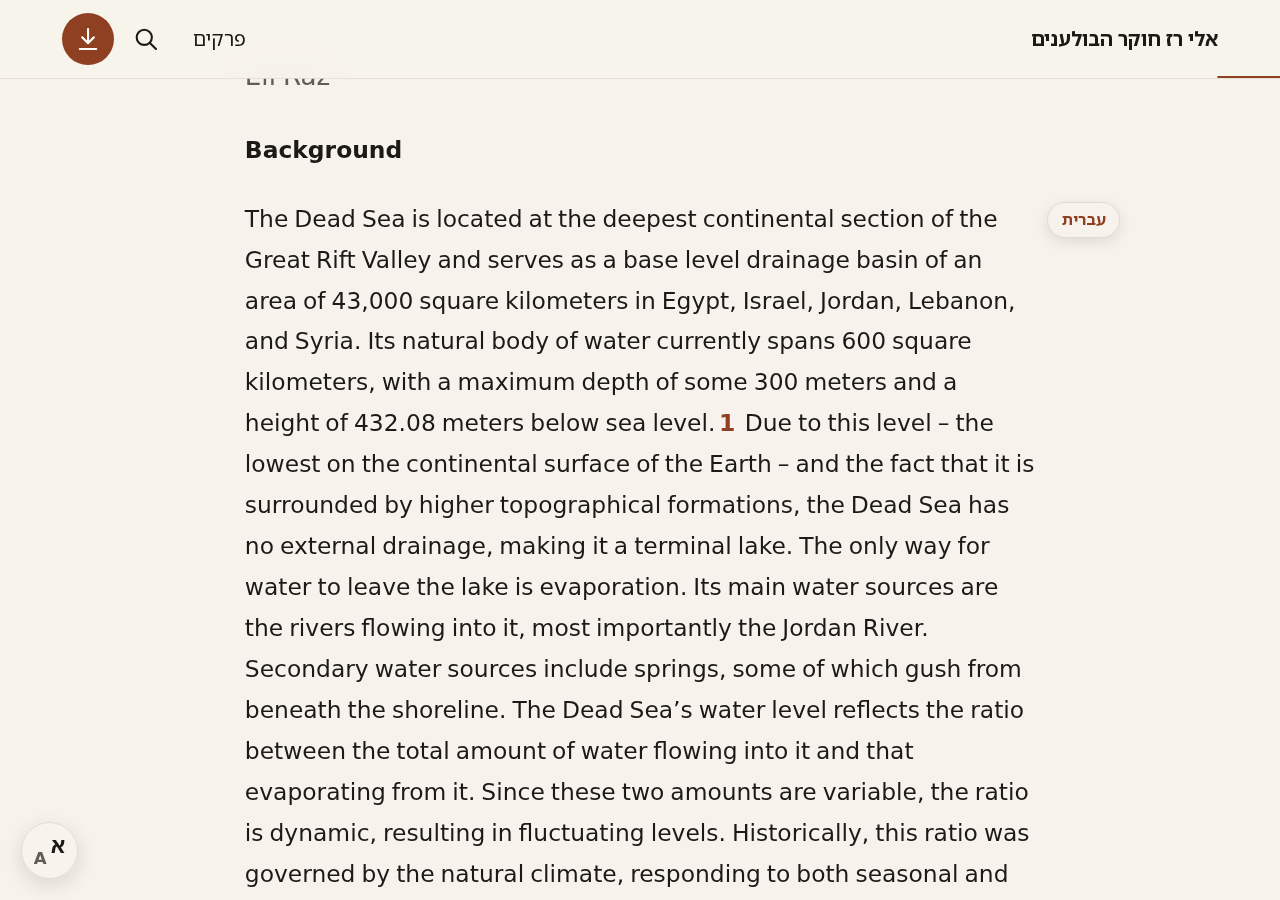 אלי רז חוקר הבולענים
פרקים
Eli Raz
Background
עברית
The Dead Sea is located at the deepest continental section of the
Great Rift Valley and serves as a base level drainage basin of an
area of 43,000 square kilometers in Egypt, Israel, Jordan, Lebanon,
and Syria. Its natural body of water currently spans 600 square
kilometers, with a maximum depth of some 300 meters and a
height of 432.08 meters below sea level. 1 Due to this level – the
lowest on the continental surface of the Earth – and the fact that it is
surrounded by higher topographical formations, the Dead Sea has
no external drainage, making it a terminal lake. The only way for
water to leave the lake is evaporation. Its main water sources are
the rivers flowing into it, most importantly the Jordan River.
Secondary water sources include springs, some of which gush from
beneath the shoreline. The Dead Sea’s water level reflects the ratio
between the total amount of water flowing into it and that
evaporating from it. Since these two amounts are variable, the ratio
is dynamic, resulting in fluctuating levels. Historically, this ratio was
governed by the natural climate, responding to both seasonal and
א A